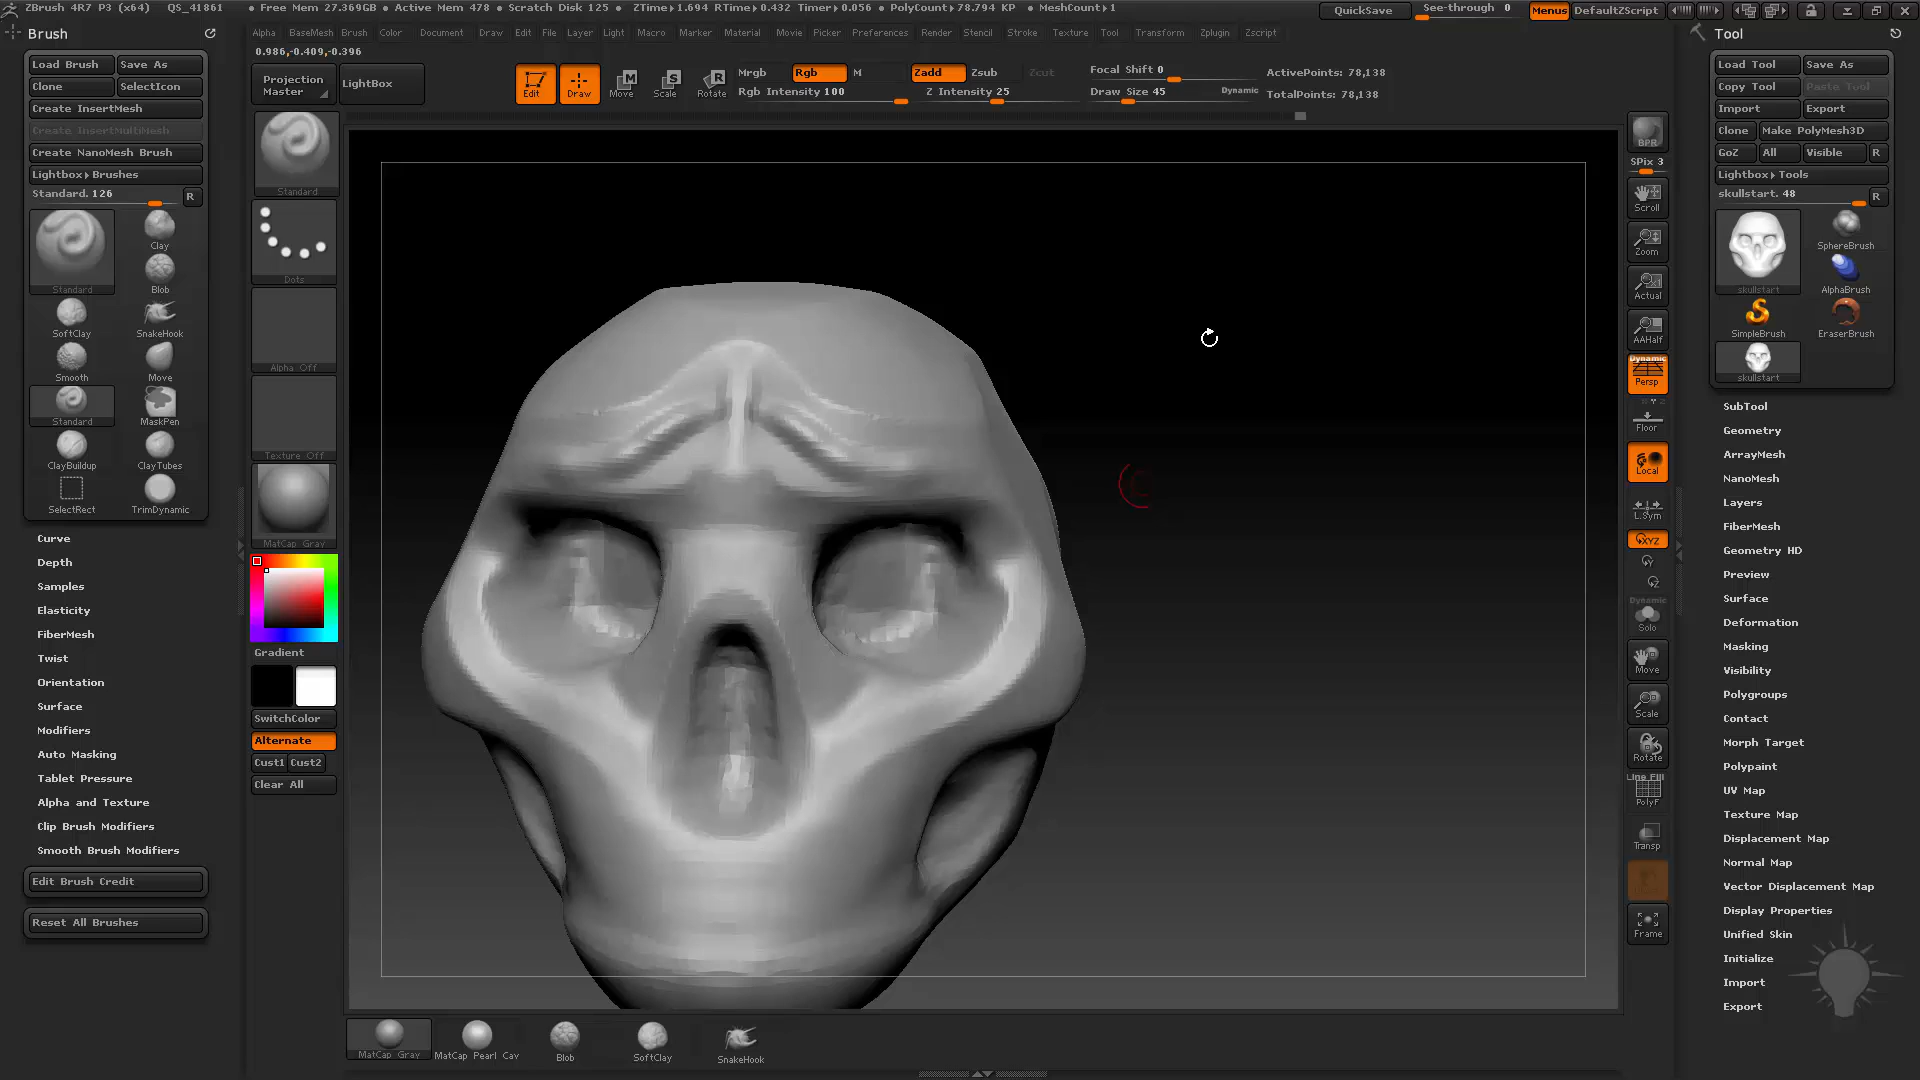 ZBrush 4R7 P3 (x64) QS_41861 • Free Mem 27.369GB • Active Mem 478 • Scratch Disk 125 • ZTime▸1.694 RTime▸0.432 Timer▸0.056 • PolyCount▸78.794 KP • MeshCount▸1 QuickSave See-through 0 Menus DefaultZScript
Brush
Alpha BaseMesh Brush Color Document Draw Edit File Layer Light Macro Marker Material Movie Picker Preferences Render Stencil Stroke Texture Tool Transform Zplugin Zscript
Tool
0.986,-0.409,-0.396
Load Brush Save As
Clone SelectIcon
Create InsertMesh
Create InsertMultiMesh
Create NanoMesh Brush
Lightbox▸Brushes
Standard. 126 R
Standard Clay
Blob
SoftClay SnakeHook
Smooth Move
Standard MaskPen
ClayBuildup ClayTubes
SelectRect TrimDynamic
Curve
Depth
Samples
Elasticity
FiberMesh
Twist
Orientation
Surface
Modifiers
Auto Masking
Tablet Pressure
Alpha and Texture
Clip Brush Modifiers
Smooth Brush Modifiers
Edit Brush Credit
Reset All Brushes
Projection Master
LightBox
Edit Draw Move Scale Rotate
Mrgb Rgb M
Rgb Intensity 100
Zadd Zsub Zcut
Z Intensity 25
Focal Shift 0
Draw Size 45 Dynamic
ActivePoints: 78,138
TotalPoints: 78,138
Standard
Dots
Alpha Off
Texture Off
MatCap Gray
Gradient
SwitchColor
Alternate
Cust1 Cust2
Clear All
MatCap Gray MatCap Pearl Cav Blob SoftClay SnakeHook
BPR
SPix 3
Scroll
Zoom
Actual
AAHalf
Dynamic
Persp
Floor
Local
L.Sym
XYZ
Y
Z
Dynamic
Solo
Move
Scale
Rotate
Line Fill
PolyF
Transp
Frame
Load Tool Save As
Copy Tool Paste Tool
Import Export
Clone Make PolyMesh3D
GoZ All Visible R
Lightbox▸Tools
skullstart. 48 R
skullstart SphereBrush
AlphaBrush
SimpleBrush EraserBrush
skullstart
SubTool
Geometry
ArrayMesh
NanoMesh
Layers
FiberMesh
Geometry HD
Preview
Surface
Deformation
Masking
Visibility
Polygroups
Contact
Morph Target
Polypaint
UV Map
Texture Map
Displacement Map
Normal Map
Vector Displacement Map
Display Properties
Unified Skin
Initialize
Import
Export